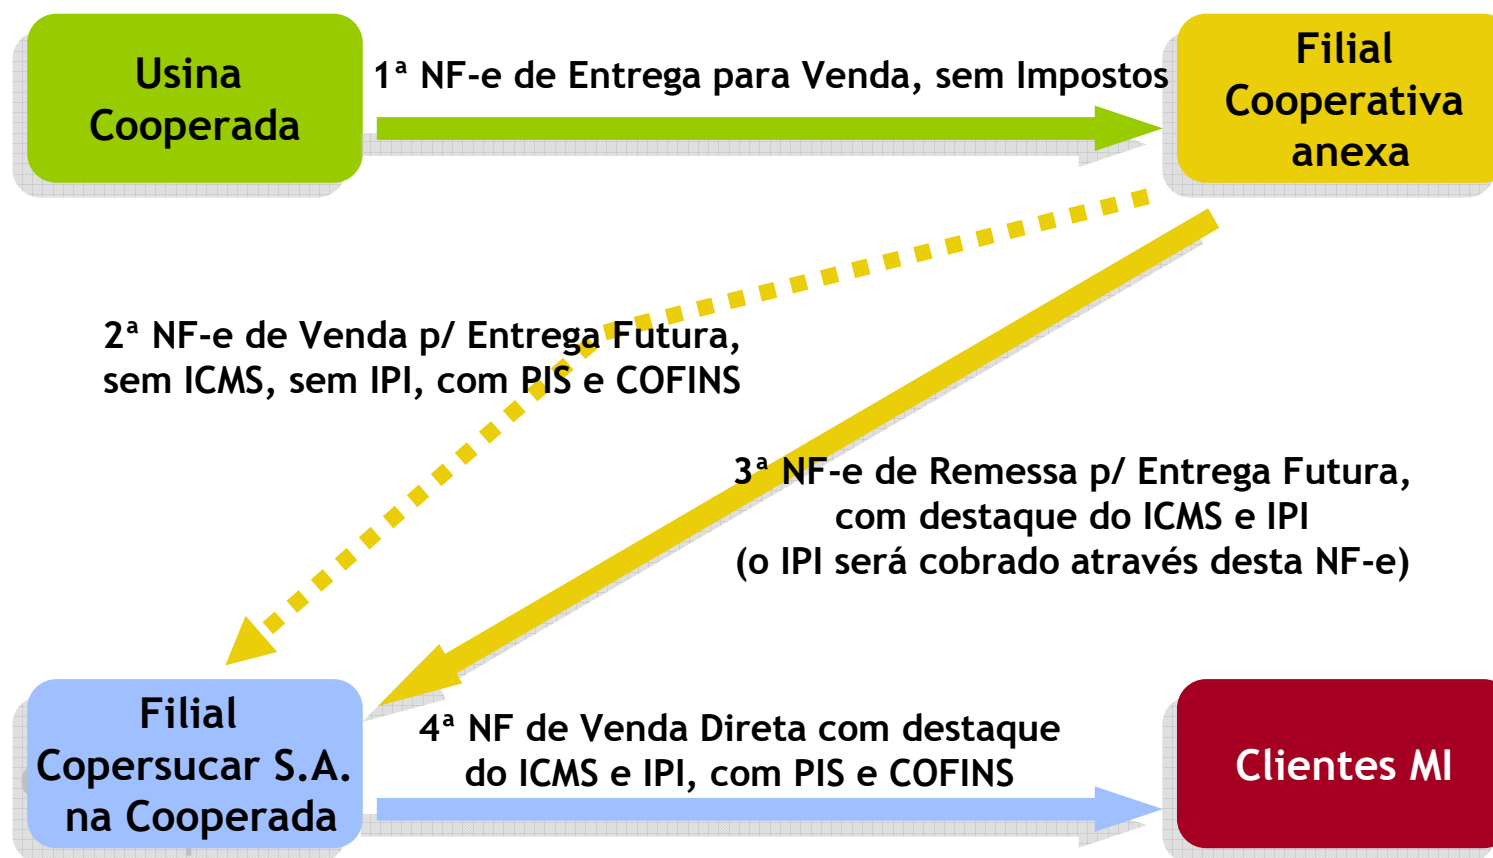 Usina
Cooperada
1ª NF-e de Entrega para Venda, sem Impostos
Filial
Cooperativa
anexa
2ª NF-e de Venda p/ Entrega Futura,
sem ICMS, sem IPI, com PIS e COFINS
3ª NF-e de Remessa p/ Entrega Futura,
com destaque do ICMS e IPI
(o IPI será cobrado através desta NF-e)
Filial
Copersucar S.A.
na Cooperada
4ª NF de Venda Direta com destaque
do ICMS e IPI, com PIS e COFINS
Clientes MI